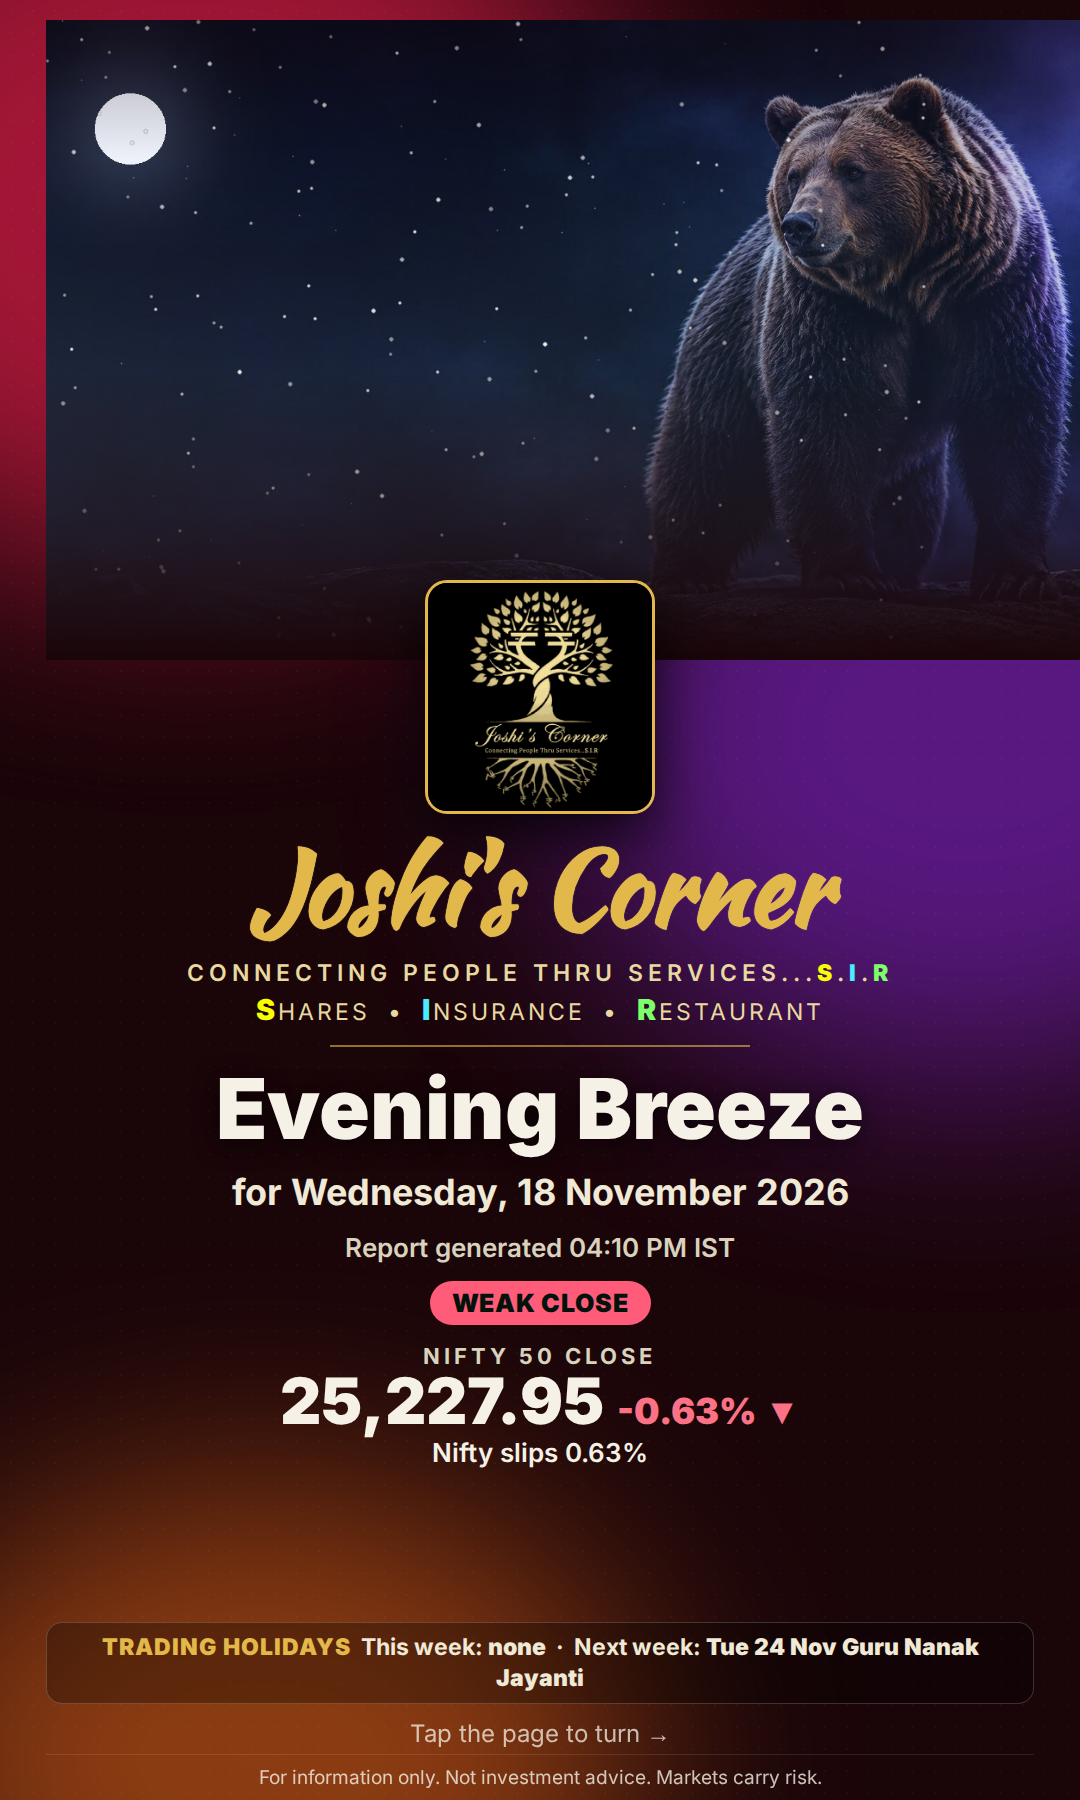 Joshi's Corner
Connecting People Thru Services...S.I.R
Joshi's Corner
CONNECTING PEOPLE THRU SERVICES...S.I.R
SHARES • INSURANCE • RESTAURANT
Evening Breeze
for Wednesday, 18 November 2026
Report generated 04:10 PM IST
WEAK CLOSE
NIFTY 50 CLOSE
25,227.95 -0.63% ▼
Nifty slips 0.63%
TRADING HOLIDAYS This week: none · Next week: Tue 24 Nov Guru Nanak
Jayanti
Tap the page to turn →
For information only. Not investment advice. Markets carry risk.